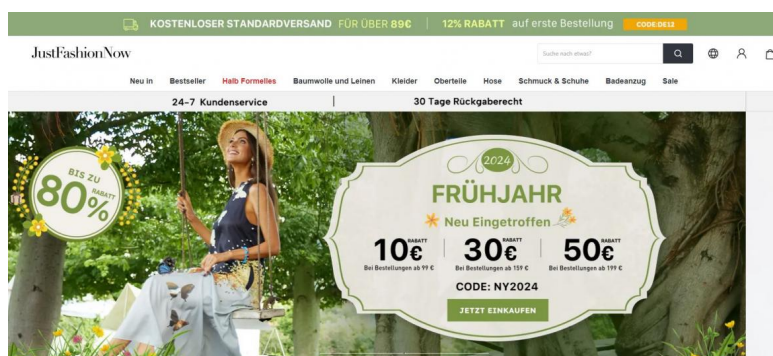 KOSTENLOSER STANDARDVERSAND FÜR ÜBER 89€ 12% RABATT auf erste Bestellung CODE:DE12
JustFashionNow
Suche nach etwas?
Neu in Bestseller Halb Formelles Baumwolle und Leinen Kleider Oberteile Hose Schmuck & Schuhe Badeanzug Sale
24-7 Kundenservice 30 Tage Rückgaberecht
BIS ZU
80% RABATT
2024
FRÜHJAHR
Neu Eingetroffen
10€ RABATT 30€ RABATT 50€ RABATT
Bei Bestellungen ab 99 € Bei Bestellungen ab 159 € Bei Bestellungen ab 199 €
CODE: NY2024
JETZT EINKAUFEN